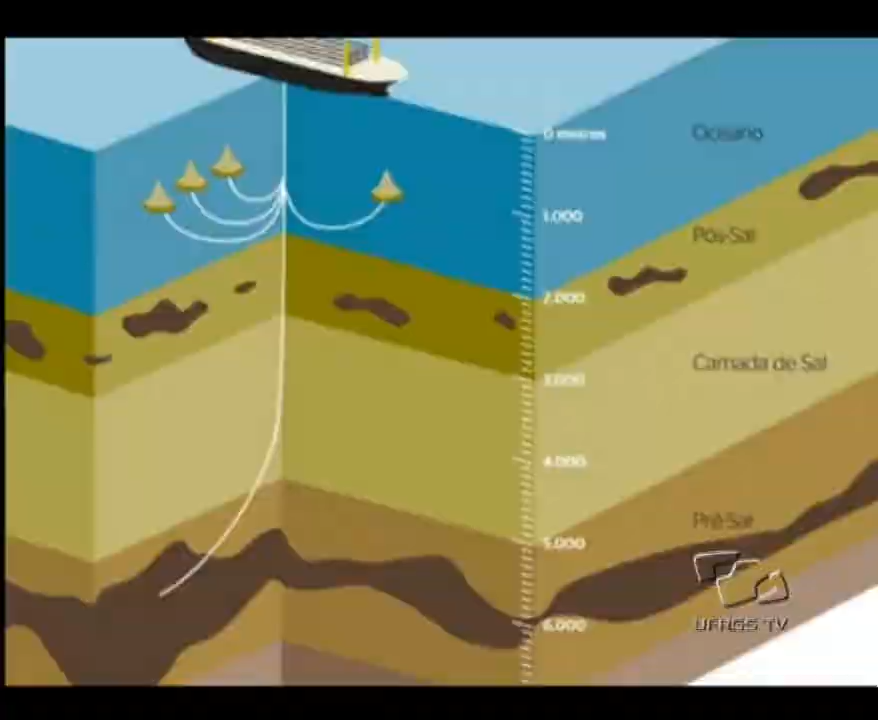 0 metros
Oceano
1.000
Pós-Sal
2.000
Camada de Sal
3.000
4.000
Pré-Sal
5.000
6.000
UFRGS TV